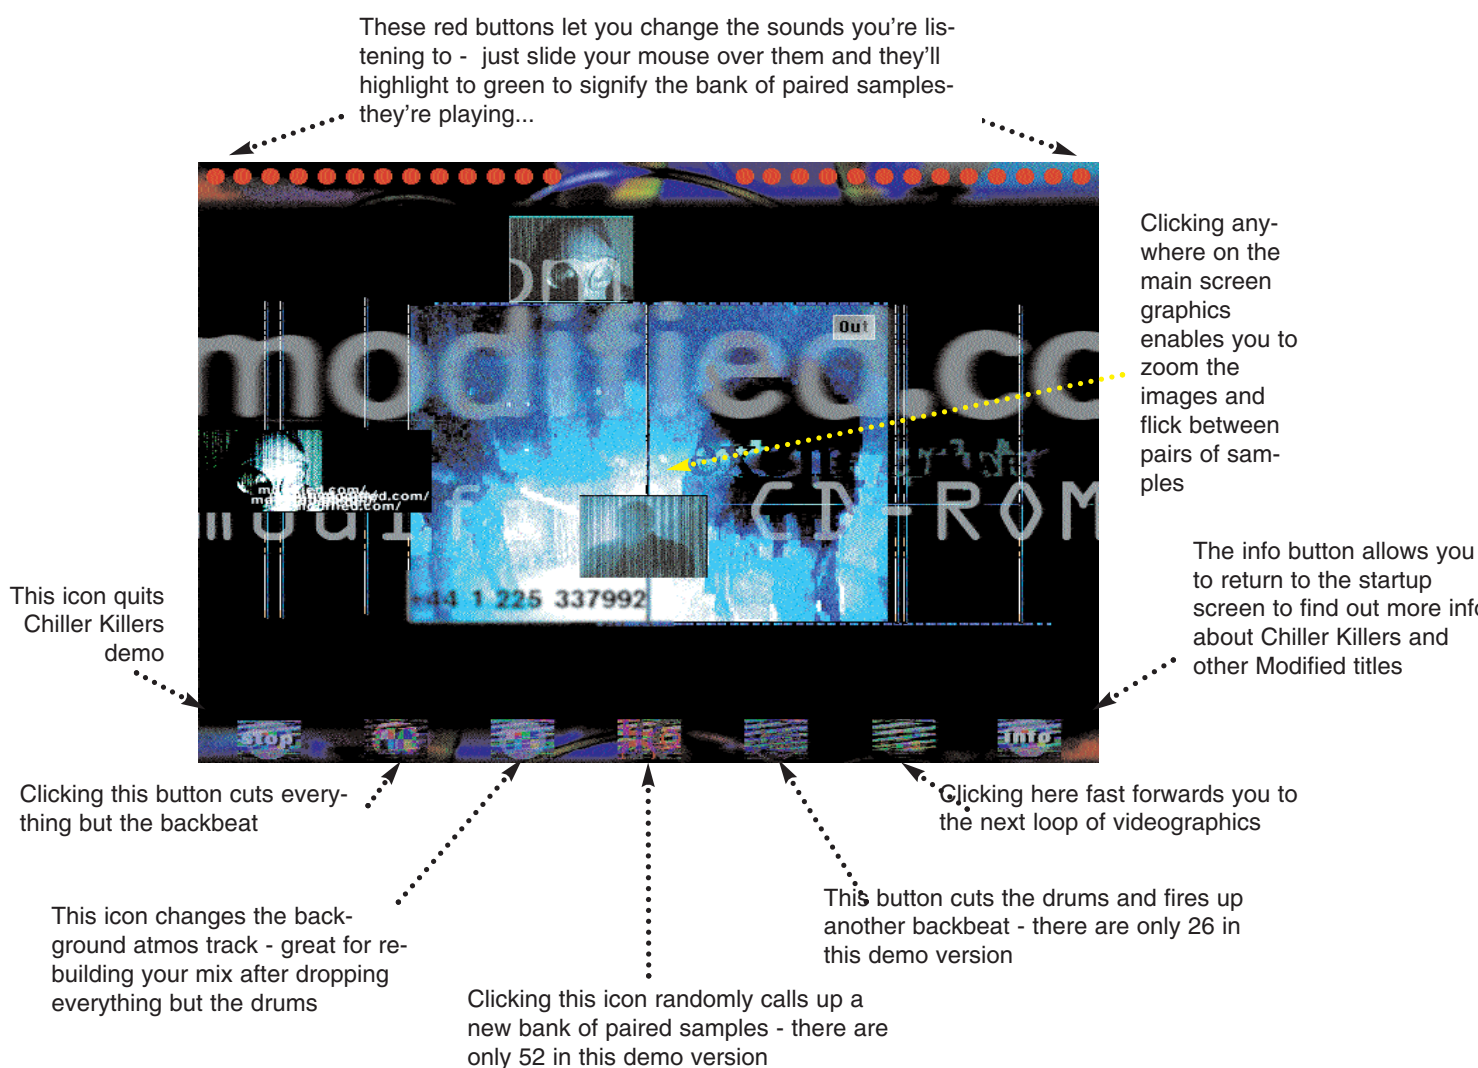 These red buttons let you change the sounds you're lis-
tening to -  just slide your mouse over them and they'll
highlight to green to signify the bank of paired samples-
they're playing...
Clicking any-
where on the
main screen
graphics
enables you to
zoom the
images and
flick between
pairs of sam-
ples
om
Out
modified.co
modified.com/
modified.com/
modified.com/
modif
CD-ROM
+44 1 225 337992
The info button allows you
to return to the startup
screen to find out more info
about Chiller Killers and
other Modified titles
This icon quits
Chiller Killers
demo
stop
info
Clicking this button cuts every-
thing but the backbeat
Clicking here fast forwards you to
the next loop of videographics
This icon changes the back-
ground atmos track - great for re-
building your mix after dropping
everything but the drums
This button cuts the drums and fires up
another backbeat - there are only 26 in
this demo version
Clicking this icon randomly calls up a
new bank of paired samples - there are
only 52 in this demo version